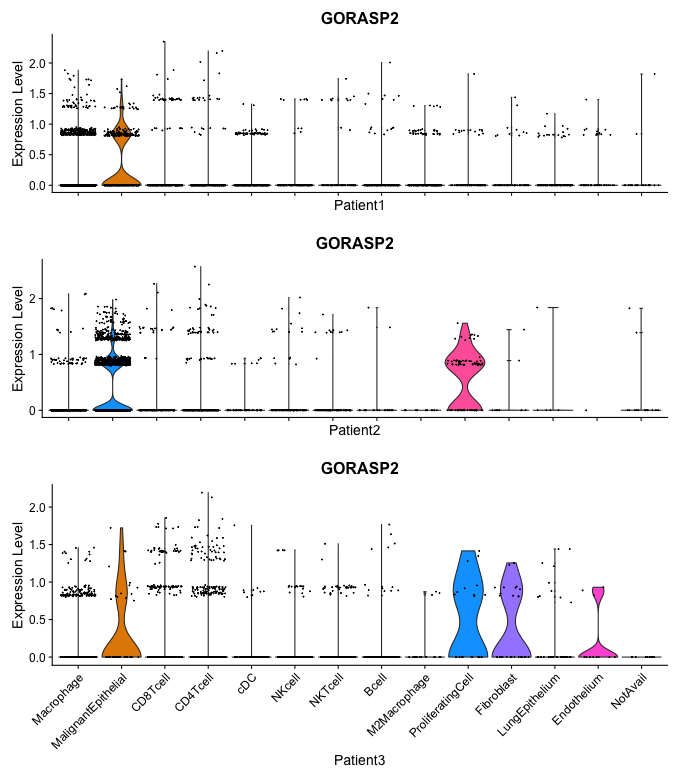 GORASP2
Expression Level
2.0
1.5
1.0
0.5
0.0
Patient1
GORASP2
Expression Level
2
1
0
Patient2
GORASP2
Expression Level
2.0
1.5
1.0
0.5
0.0
Macrophage
MalignantEpithelial
CD8Tcell
CD4Tcell
cDC
NKcell
NKTcell
Bcell
M2Macrophage
ProliferatingCell
Fibroblast
LungEpithelium
Endothelium
NotAvail
Patient3